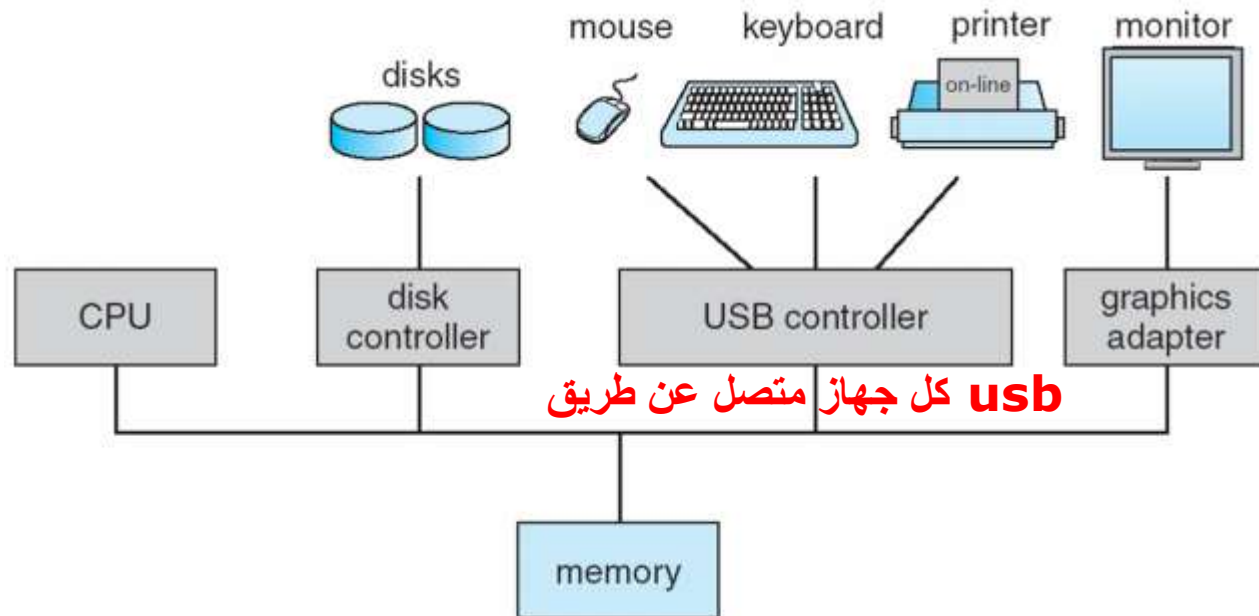 mouse keyboard printer monitor
disks
on-line
CPU
disk
controller
USB controller
graphics
adapter
كل جهاز متصل عن طريق usb
memory